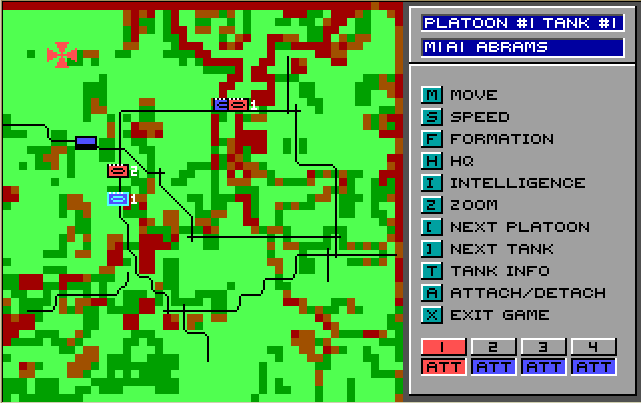 PLATOON #1 TANK #1
M1A1 ABRAMS
M MOVE
S SPEED
F FORMATION
H HQ
I INTELLIGENCE
Z ZOOM
[ NEXT PLATOON
] NEXT TANK
T TANK INFO
A ATTACH/DETACH
X EXIT GAME
1 2 3 4
ATT ATT ATT ATT
1
2
1